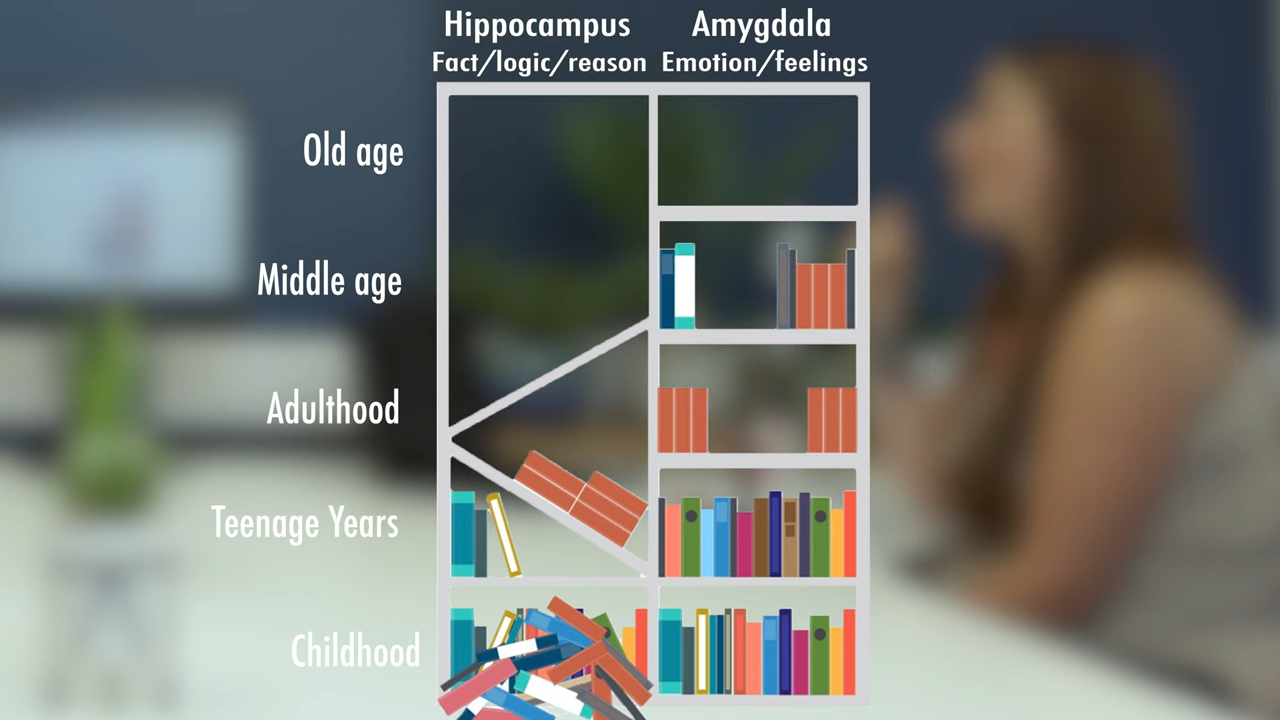 Hippocampus
Fact/logic/reason
Amygdala
Emotion/feelings
Old age
Middle age
Adulthood
Teenage Years
Childhood